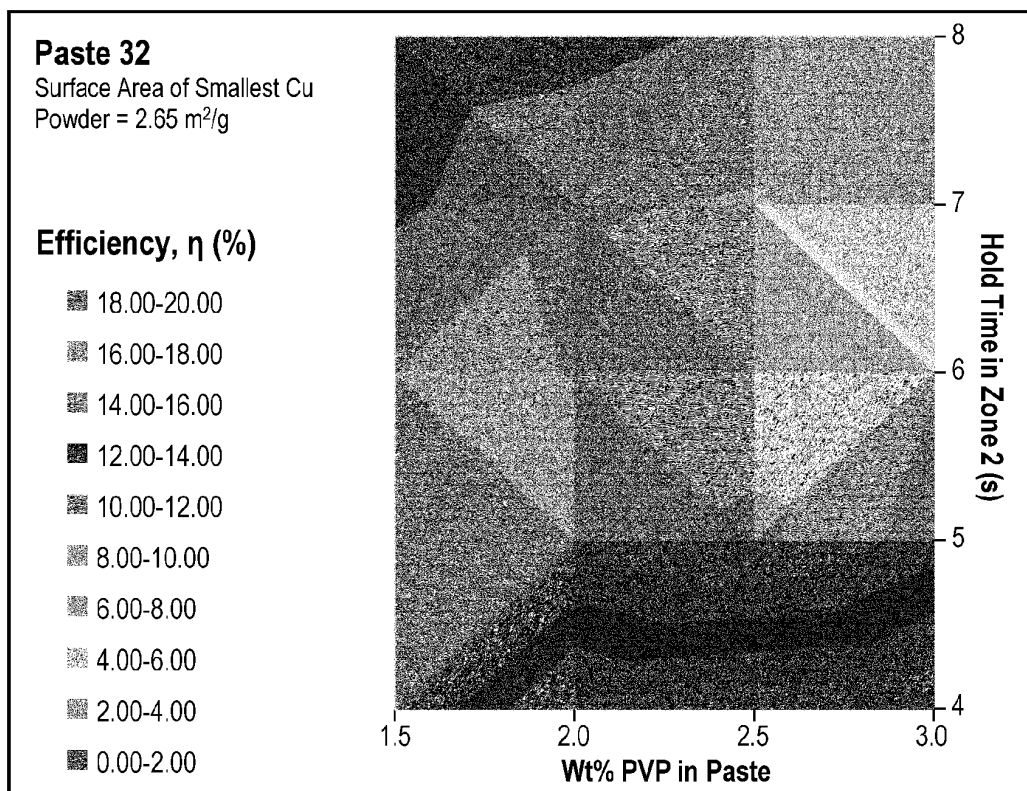 Paste 32
Surface Area of Smallest Cu
Powder = 2.65 m²/g
Efficiency, η (%)
18.00-20.00
16.00-18.00
14.00-16.00
12.00-14.00
10.00-12.00
8.00-10.00
6.00-8.00
4.00-6.00
2.00-4.00
0.00-2.00
8
7
6
5
4
Hold Time in Zone 2 (s)
1.5 2.0 2.5 3.0
Wt% PVP in Paste